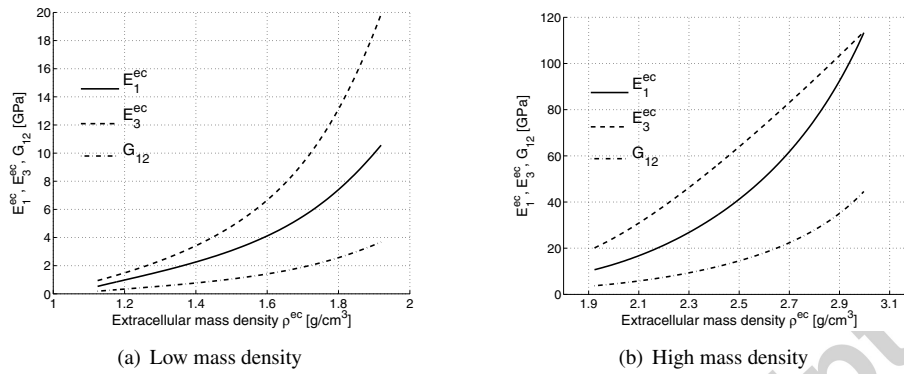 20
18
16
14
12
10
8
6
4
2
0
E₁ᵉᶜ, E₃ᵉᶜ, G₁₂ [GPa]
E₁ᵉᶜ
E₃ᵉᶜ
G₁₂
1 1.2 1.4 1.6 1.8 2
Extracellular mass density ρᵉᶜ [g/cm³]
(a) Low mass density
120
100
80
60
40
20
0
E₁ᵉᶜ, E₃ᵉᶜ, G₁₂ [GPa]
E₁ᵉᶜ
E₃ᵉᶜ
G₁₂
1.9 2.1 2.3 2.5 2.7 2.9 3.1
Extracellular mass density ρᵉᶜ [g/cm³]
(b) High mass density